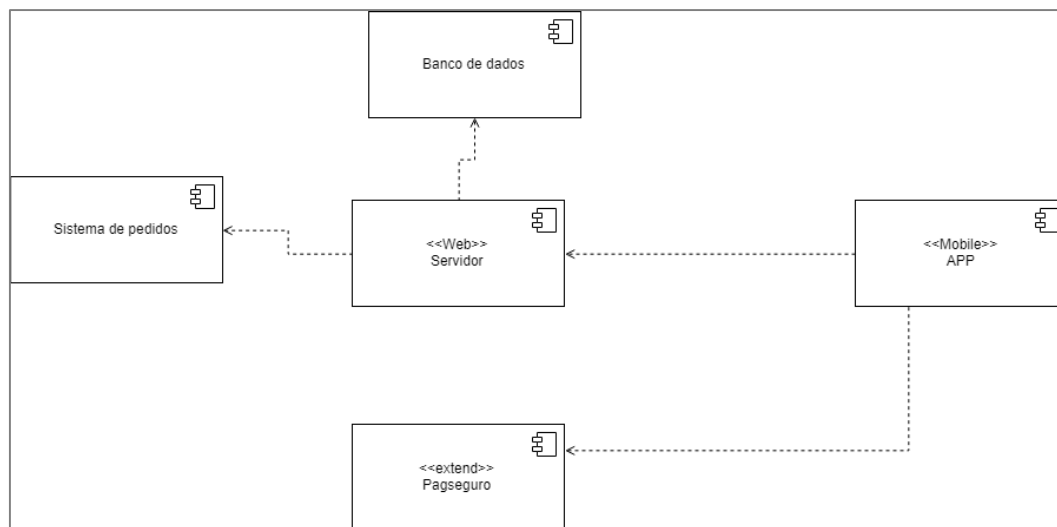 Banco de dados
Sistema de pedidos
<<Web>>
Servidor
<<Mobile>>
APP
<<extend>>
Pagseguro